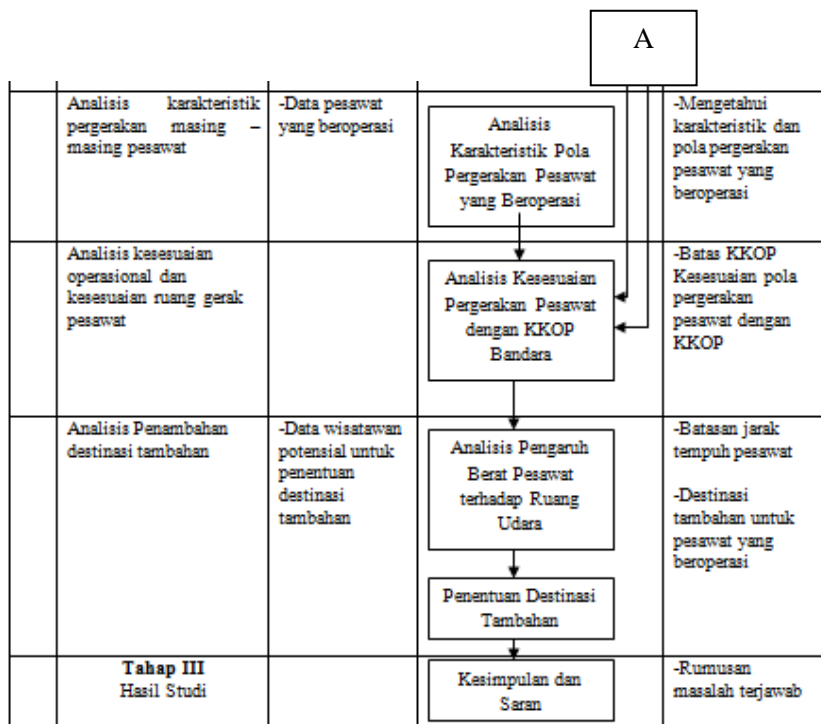 A
Analisis karakteristik
pergerakan masing –
masing pesawat
-Data pesawat
yang beroperasi
Analisis
Karakteristik Pola
Pergerakan Pesawat
yang Beroperasi
-Mengetahui
karakteristik dan
pola pergerakan
pesawat yang
beroperasi
Analisis kesesuaian
operasional dan
kesesuaian ruang gerak
pesawat
Analisis Kesesuaian
Pergerakan Pesawat
dengan KKOP
Bandara
-Batas KKOP
Kesesuaian pola
pergerakan
pesawat dengan
KKOP
Analisis Penambahan
destinasi tambahan
-Data wisatawan
potensial untuk
penentuan
destinasi
tambahan
Analisis Pengaruh
Berat Pesawat
terhadap Ruang
Udara
Penentuan Destinasi
Tambahan
-Batasan jarak
tempuh pesawat
-Destinasi
tambahan untuk
pesawat yang
beroperasi
Tahap III
Hasil Studi
Kesimpulan dan
Saran
-Rumusan
masalah terjawab